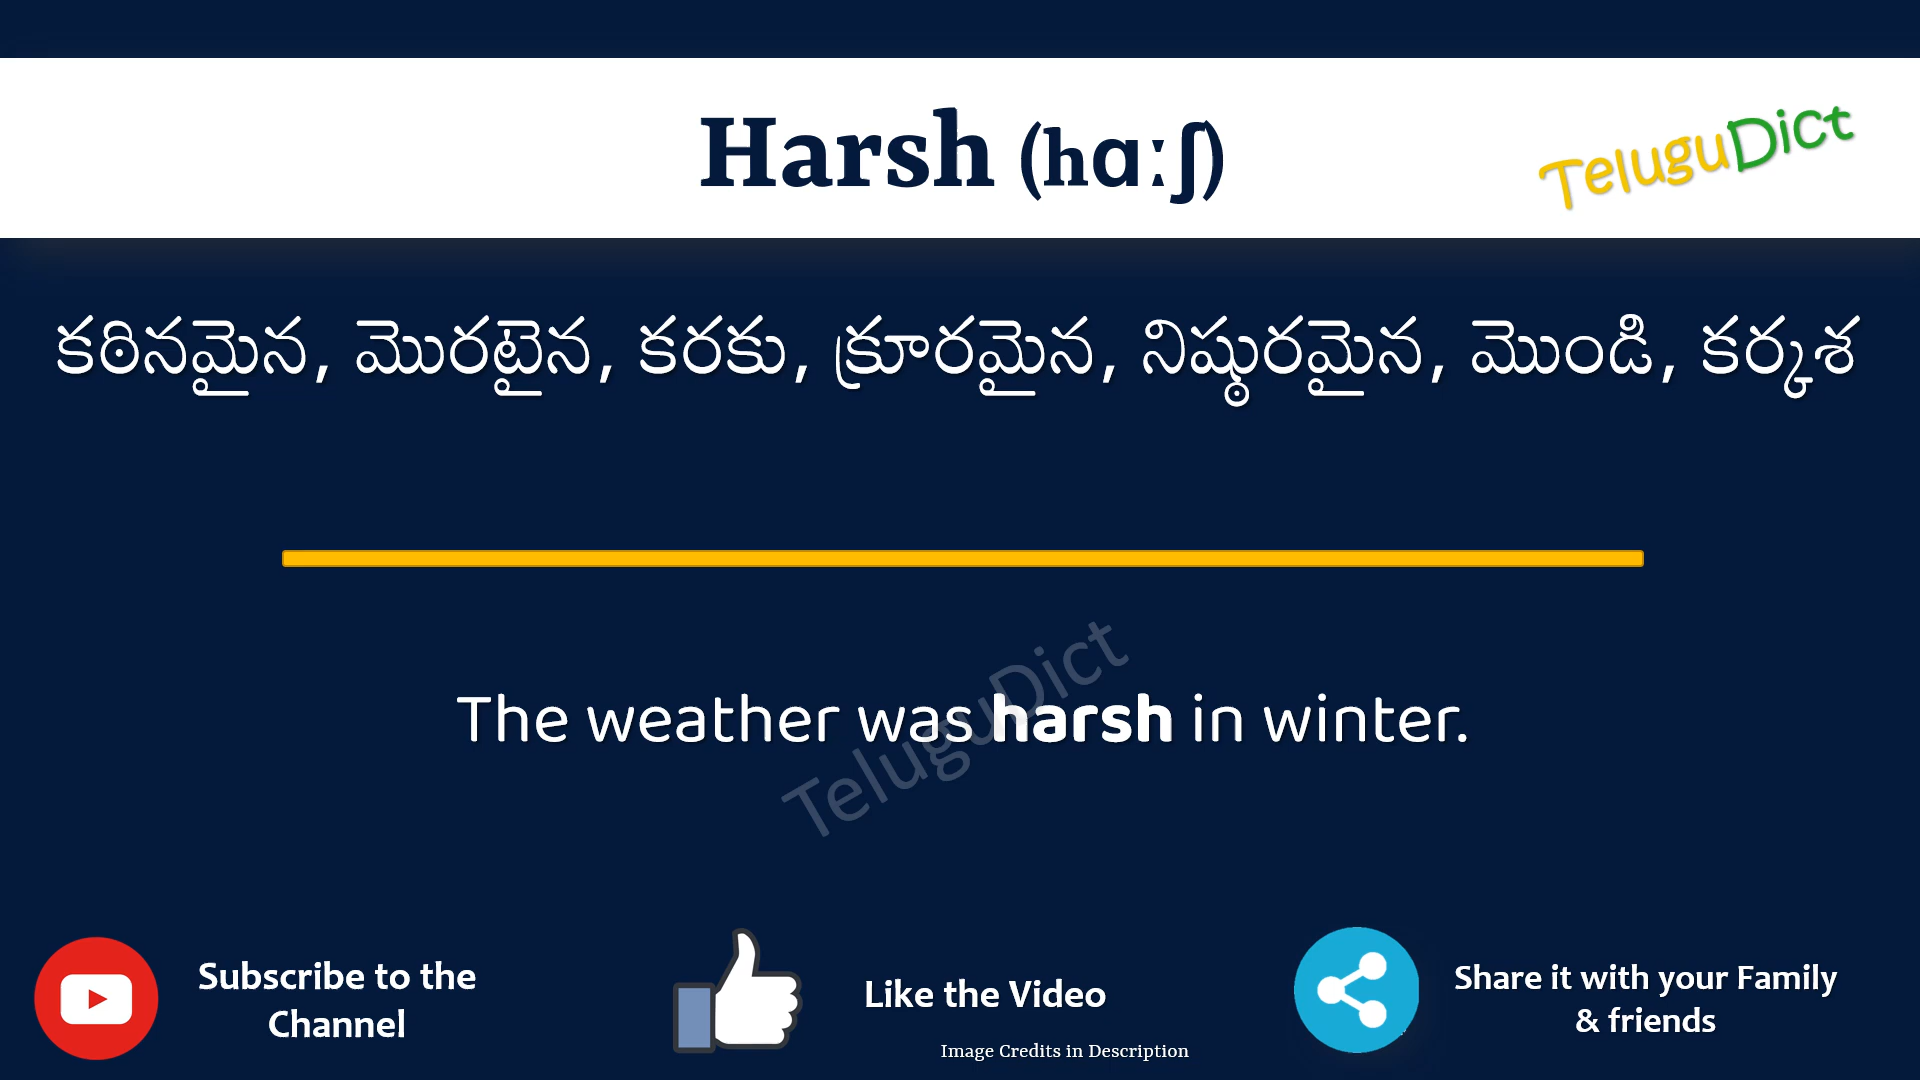 Harsh (hɑːʃ)
TeluguDict
కఠినమైన, మొరటైన, కరకు, క్రూరమైన, నిష్ఠురమైన, మొండి, కర్కశ
The weather was harsh in winter.
TeluguDict
Subscribe to the
Channel
Like the Video
Share it with your Family
& friends
Image Credits in Description